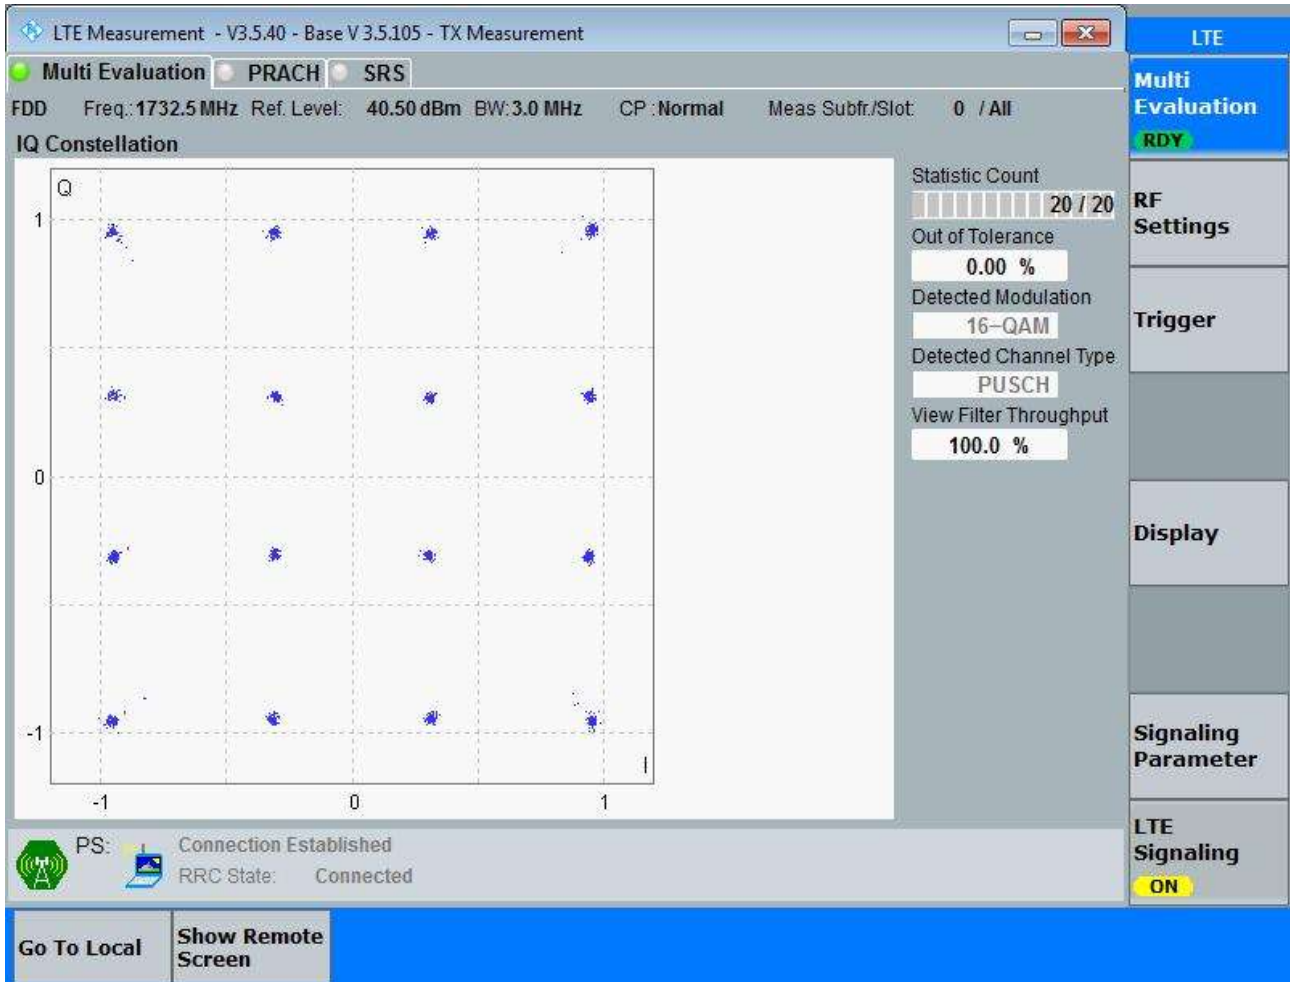 LTE Measurement - V3.5.40 - Base V 3.5.105 - TX Measurement
Multi Evaluation PRACH SRS
FDD Freq.: 1732.5 MHz Ref. Level: 40.50 dBm BW: 3.0 MHz CP : Normal Meas Subfr./Slot: 0 / All
IQ Constellation
Q
1
0
-1
I
-1 0 1
Statistic Count
20 / 20
Out of Tolerance
0.00 %
Detected Modulation
16-QAM
Detected Channel Type
PUSCH
View Filter Throughput
100.0 %
PS: Connection Established
RRC State: Connected
LTE
Multi
Evaluation
RDY
RF
Settings
Trigger
Display
Signaling
Parameter
LTE
Signaling
ON
Go To Local
Show Remote
Screen